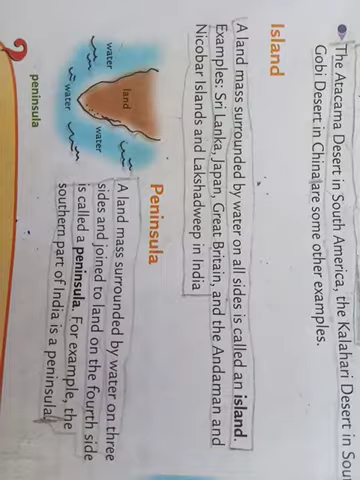 The Atacama Desert in South America, the Kalahari Desert in Sou
Gobi Desert in China are some other examples.
Island
A land mass surrounded by water on all sides is called an island.
Examples: Sri Lanka, Japan, Great Britain, and the Andaman and
Nicobar Islands and Lakshadweep in India
Peninsula
A land mass surrounded by water on three
sides and joined to land on the fourth side
is called a peninsula. For example, the
southern part of India is a peninsula.
water
land
water
water
peninsula